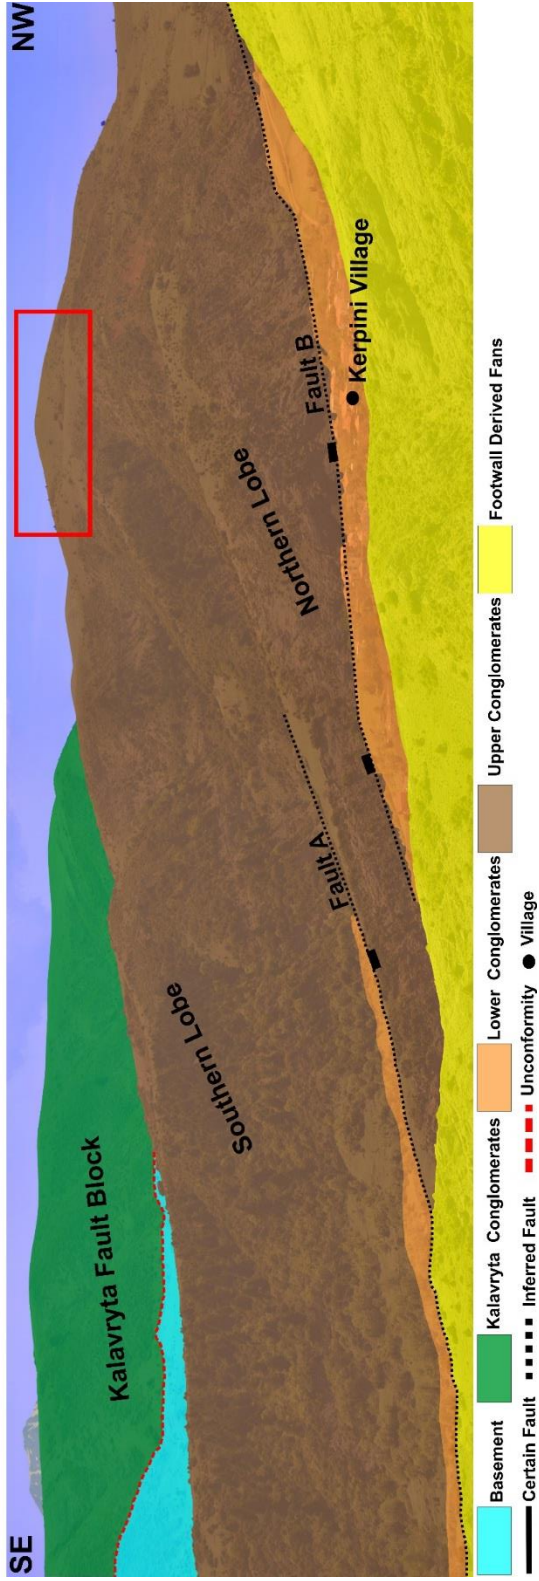 SE
NW
Kalavryta Fault Block
Southern Lobe
Northern Lobe
Fault A
Fault B
Kerpini Village
Basement
Kalavryta Conglomerates
Lower Conglomerates
Upper Conglomerates
Footwall Derived Fans
Certain Fault
Inferred Fault
Unconformity
Village